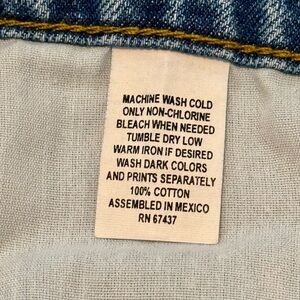 MACHINE WASH COLD
ONLY NON-CHLORINE
BLEACH WHEN NEEDED
TUMBLE DRY LOW
WARM IRON IF DESIRED
WASH DARK COLORS
AND PRINTS SEPARATELY
100% COTTON
ASSEMBLED IN MEXICO
RN 67437